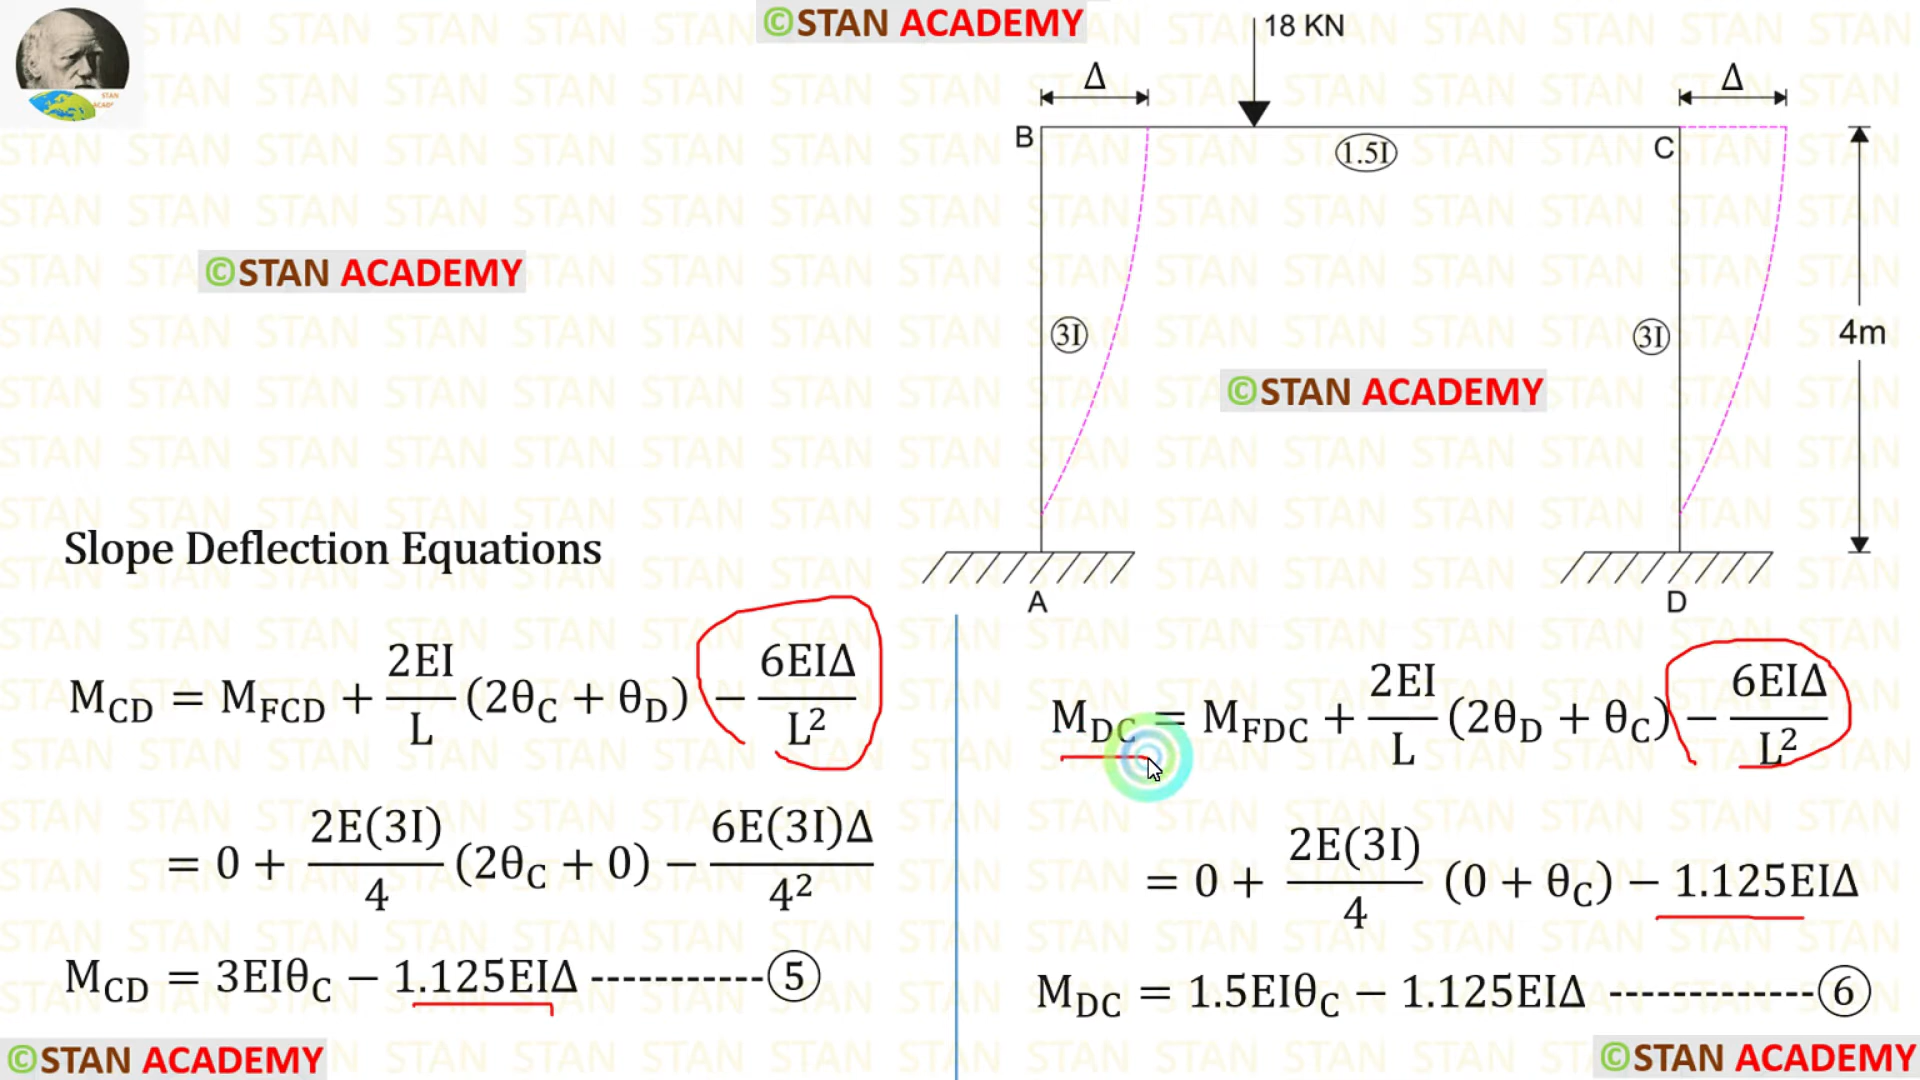 ©STAN ACADEMY
18 KN
Δ
Δ
B
1.5I
C
©STAN ACADEMY
3I
3I
4m
©STAN ACADEMY
Slope Deflection Equations
A
D
M_CD = M_FCD + 2EI/L (2θ_C + θ_D) − 6EIΔ/L²
= 0 + 2E(3I)/4 (2θ_C + 0) − 6E(3I)Δ/4²
M_CD = 3EIθ_C − 1.125EIΔ -----------⑤
M_DC = M_FDC + 2EI/L (2θ_D + θ_C) − 6EIΔ/L²
= 0 + 2E(3I)/4 (0 + θ_C) − 1.125EIΔ
M_DC = 1.5EIθ_C − 1.125EIΔ -------------⑥
©STAN ACADEMY
©STAN ACADEMY